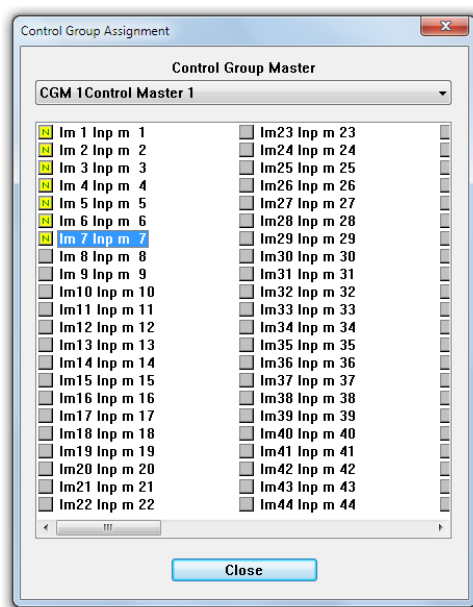 Control Group Assignment
Control Group Master
CGM 1Control Master 1
N Im 1 Inp m 1
N Im 2 Inp m 2
N Im 3 Inp m 3
N Im 4 Inp m 4
N Im 5 Inp m 5
N Im 6 Inp m 6
N Im 7 Inp m 7
Im 8 Inp m 8
Im 9 Inp m 9
Im10 Inp m 10
Im11 Inp m 11
Im12 Inp m 12
Im13 Inp m 13
Im14 Inp m 14
Im15 Inp m 15
Im16 Inp m 16
Im17 Inp m 17
Im18 Inp m 18
Im19 Inp m 19
Im20 Inp m 20
Im21 Inp m 21
Im22 Inp m 22
Im23 Inp m 23
Im24 Inp m 24
Im25 Inp m 25
Im26 Inp m 26
Im27 Inp m 27
Im28 Inp m 28
Im29 Inp m 29
Im30 Inp m 30
Im31 Inp m 31
Im32 Inp m 32
Im33 Inp m 33
Im34 Inp m 34
Im35 Inp m 35
Im36 Inp m 36
Im37 Inp m 37
Im38 Inp m 38
Im39 Inp m 39
Im40 Inp m 40
Im41 Inp m 41
Im42 Inp m 42
Im43 Inp m 43
Im44 Inp m 44
Close